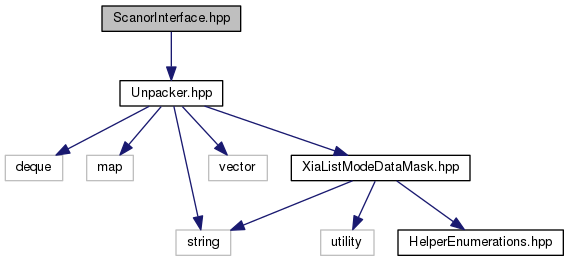 ScanorInterface.hpp
Unpacker.hpp
deque
map
vector
XiaListModeDataMask.hpp
string
utility
HelperEnumerations.hpp